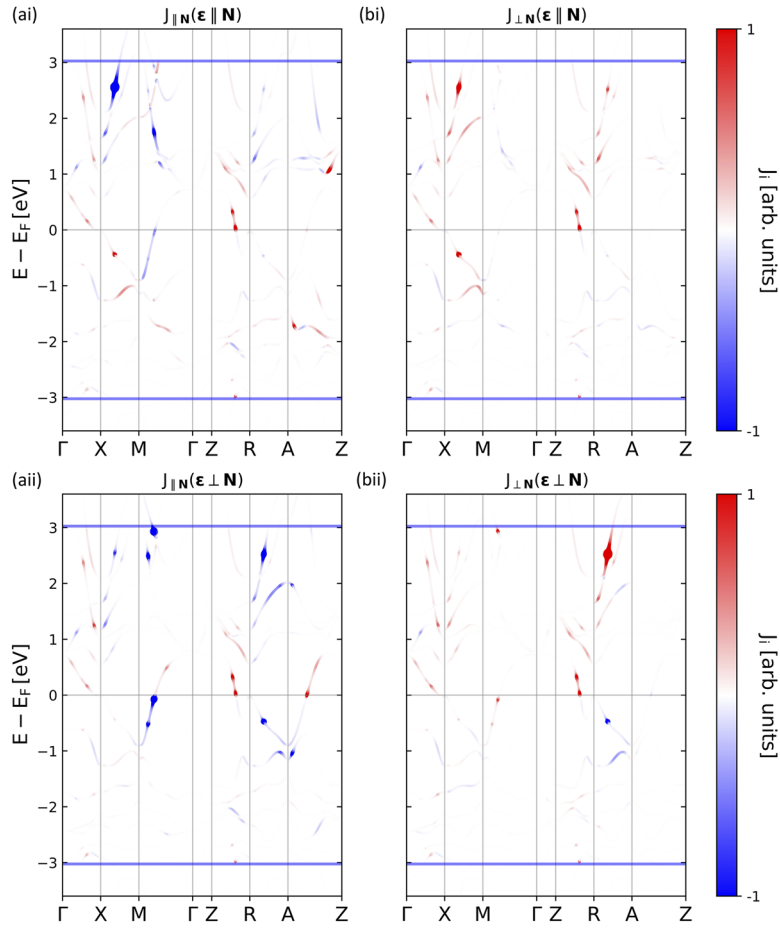 (ai) J∥N(ε ∥ N)
(bi) J⊥N(ε ∥ N)
3
2
1
0
−1
−2
−3
E − EF [eV]
Γ X M Γ Z R A Z
Γ X M Γ Z R A Z
1
-1
Ji [arb. units]
(aii) J∥N(ε ⊥ N)
(bii) J⊥N(ε ⊥ N)
3
2
1
0
−1
−2
−3
E − EF [eV]
Γ X M Γ Z R A Z
Γ X M Γ Z R A Z
1
-1
Ji [arb. units]